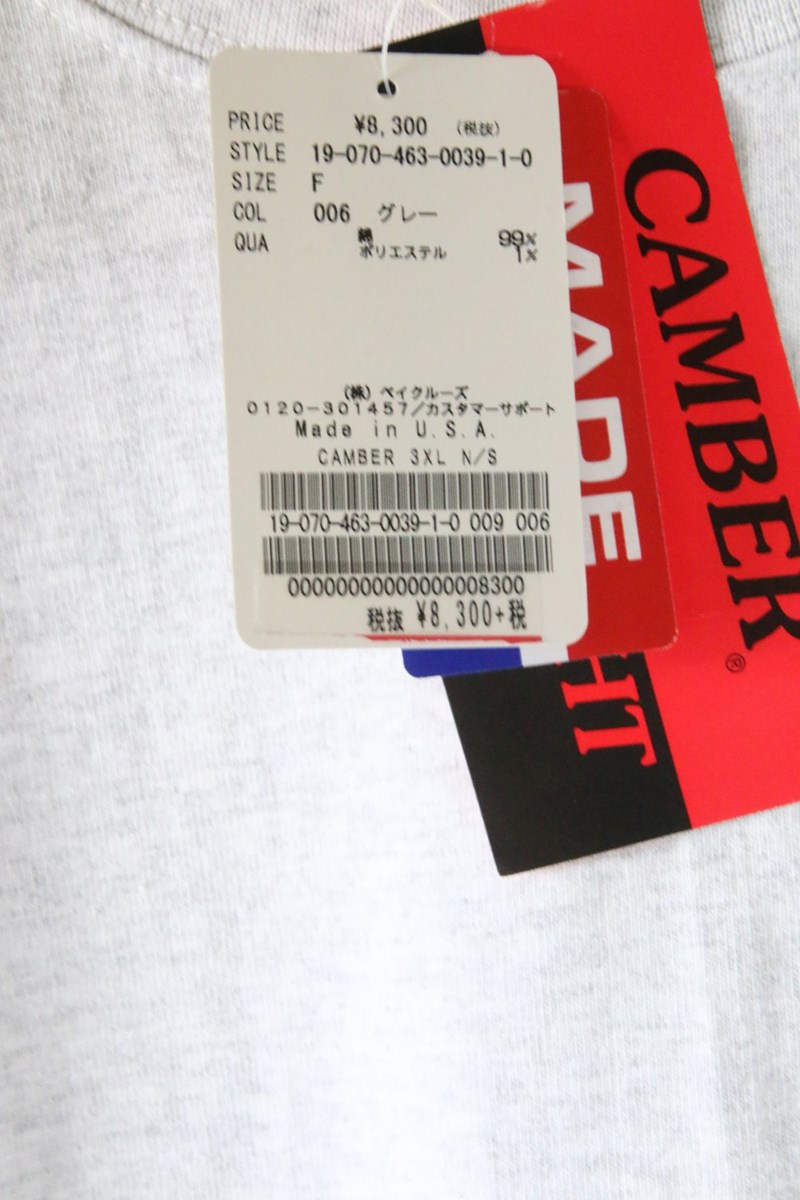 PRICE ¥8,300 (税抜)
STYLE 19-070-463-0039-1-0
SIZE F
COL 006 グレー
QUA 綿 99%
ポリエステル 1%
(株) ベイクルーズ
0120-301457/カスタマーサポート
Made in U.S.A.
CAMBER 3XL N/S
19-070-463-0039-1-0 009 006
00000000000000008300
税抜 ¥8,300+税
MADE
CAMBER®
HT